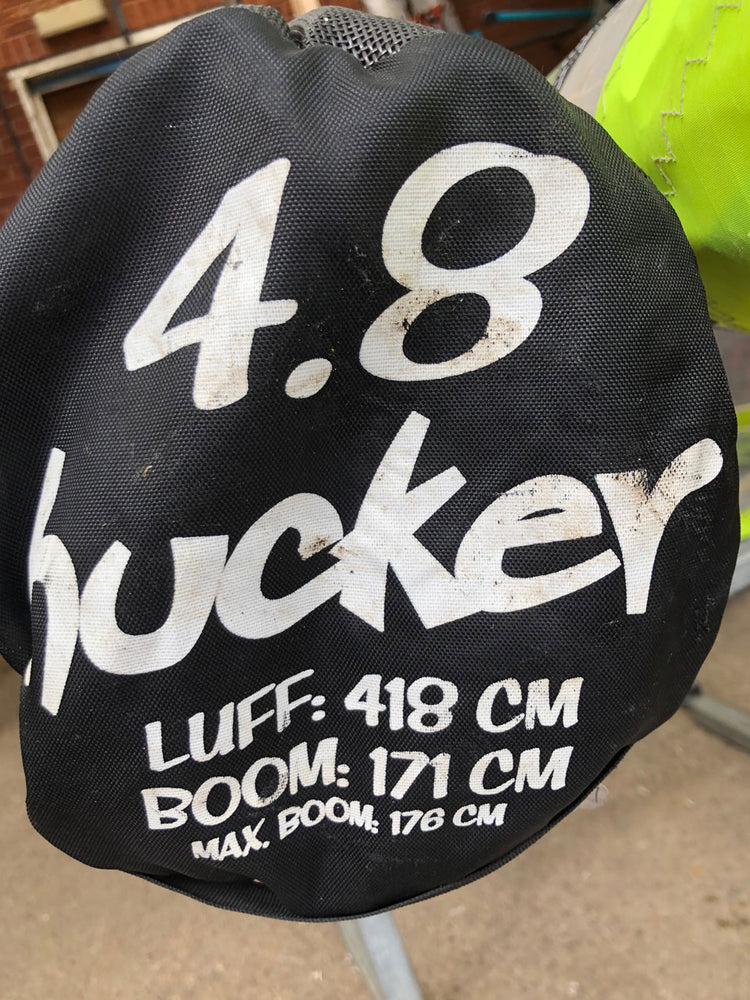 4.8
hucker
LUFF: 418 CM
BOOM: 171 CM
MAX. BOOM: 176 CM